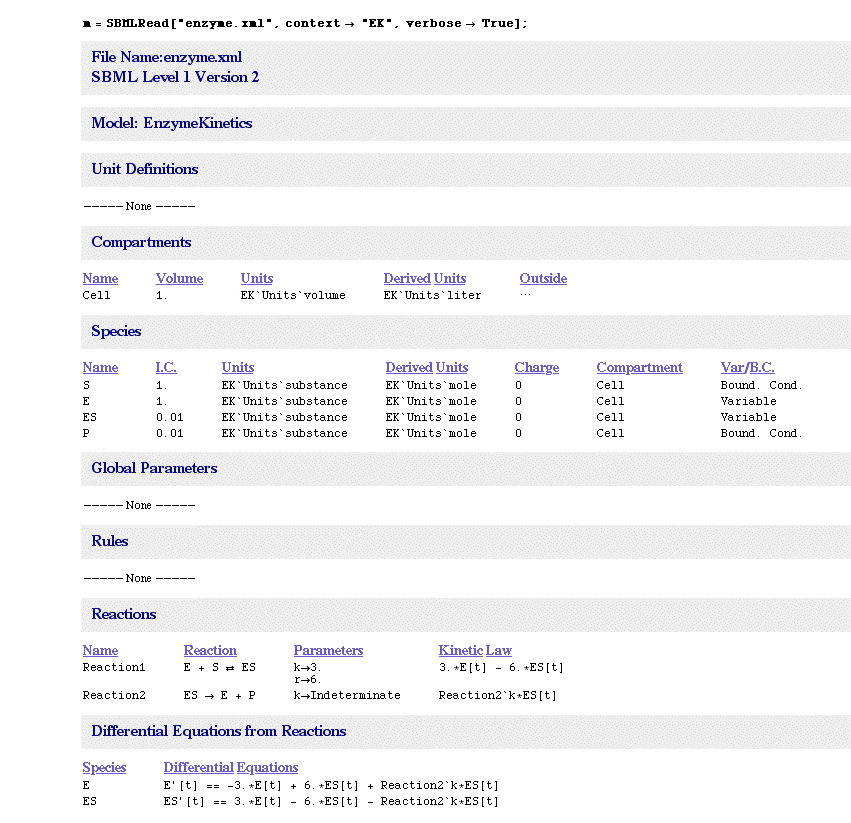 m = SBMLRead["enzyme.xml", context → "EK", verbose → True];
File Name:enzyme.xml
SBML Level 1 Version 2
Model: EnzymeKinetics
Unit Definitions
————— None —————
Compartments
Name Volume Units Derived Units Outside
Cell 1. EK`Units`volume EK`Units`liter ...
Species
Name I.C. Units Derived Units Charge Compartment Var/B.C.
S 1. EK`Units`substance EK`Units`mole 0 Cell Bound. Cond.
E 1. EK`Units`substance EK`Units`mole 0 Cell Variable
ES 0.01 EK`Units`substance EK`Units`mole 0 Cell Variable
P 0.01 EK`Units`substance EK`Units`mole 0 Cell Bound. Cond.
Global Parameters
————— None —————
Rules
————— None —————
Reactions
Name Reaction Parameters Kinetic Law
Reaction1 E + S ⇄ ES k→3. 3.*E[t] - 6.*ES[t]
r→6.
Reaction2 ES → E + P k→Indeterminate Reaction2`k*ES[t]
Differential Equations from Reactions
Species Differential Equations
E E'[t] == -3.*E[t] + 6.*ES[t] + Reaction2`k*ES[t]
ES ES'[t] == 3.*E[t] - 6.*ES[t] - Reaction2`k*ES[t]